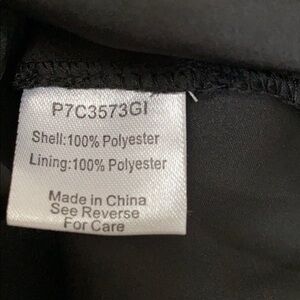 P7C3573GI
Shell:100% Polyester
Lining:100% Polyester
Made in China
See Reverse
For Care